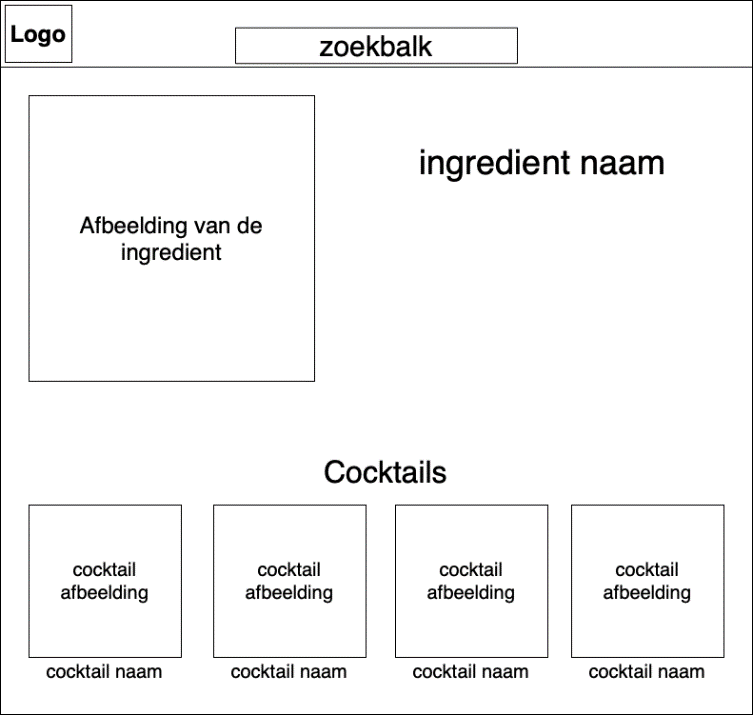 Logo
zoekbalk
ingredient naam
Afbeelding van de
ingredient
Cocktails
cocktail
afbeelding
cocktail
afbeelding
cocktail
afbeelding
cocktail
afbeelding
cocktail naam
cocktail naam
cocktail naam
cocktail naam